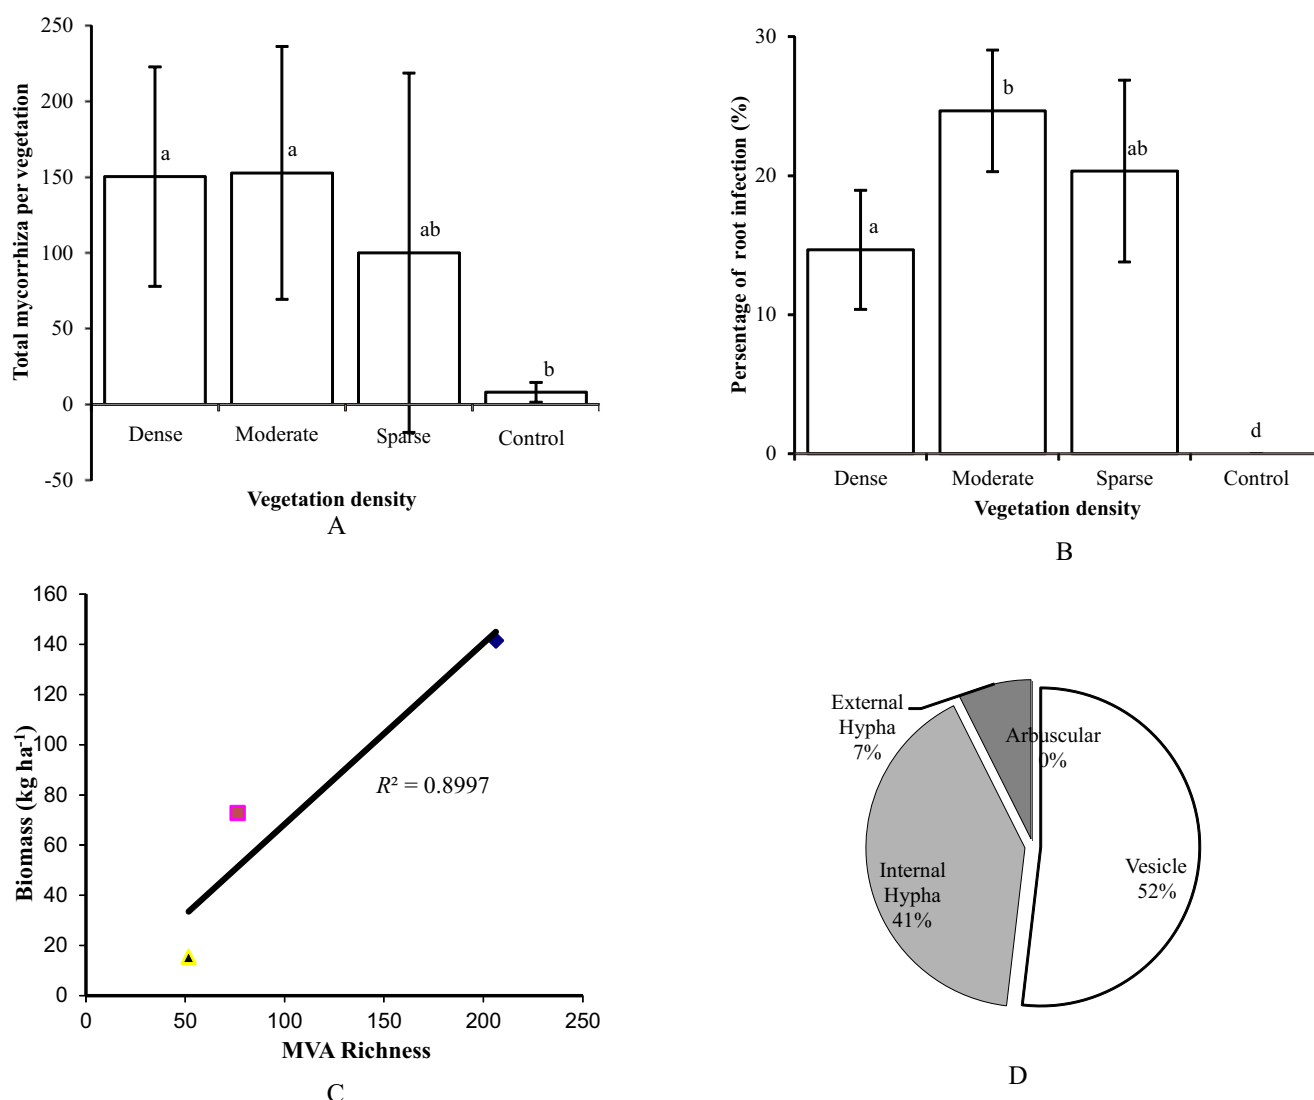 250
200
150
100
50
0
-50
Total mycorrhiza per vegetation
a
a
ab
b
Dense
Moderate
Sparse
Control
Vegetation density
A
30
20
10
0
Persentage of root infection (%)
a
b
ab
d
Dense
Moderate
Sparse
Control
Vegetation density
B
160
140
120
100
80
60
40
20
0
Biomass (kg ha⁻¹)
R² = 0.8997
0
50
100
150
200
250
MVA Richness
C
External
Hypha
7%
Arbuscular
0%
Internal
Hypha
41%
Vesicle
52%
D